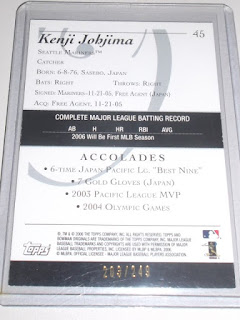 Kenji Johjima 45
Seattle Mariners™
Catcher
Born: 6-8-76, Sasebo, Japan
Bats: Right Throws: Right
Signed: Mariners-11-21-05, Free Agent (Japan)
Acq: Free Agent, 11-21-05
COMPLETE MAJOR LEAGUE BATTING RECORD
AB H HR RBI AVG
2006 Will Be First MLB Season
ACCOLADES
• 6-Time Japan Pacific Lg. "Best Nine"
• 7 Gold Gloves (Japan)
• 2003 Pacific League MVP
• 2004 Olympic Games
Topps